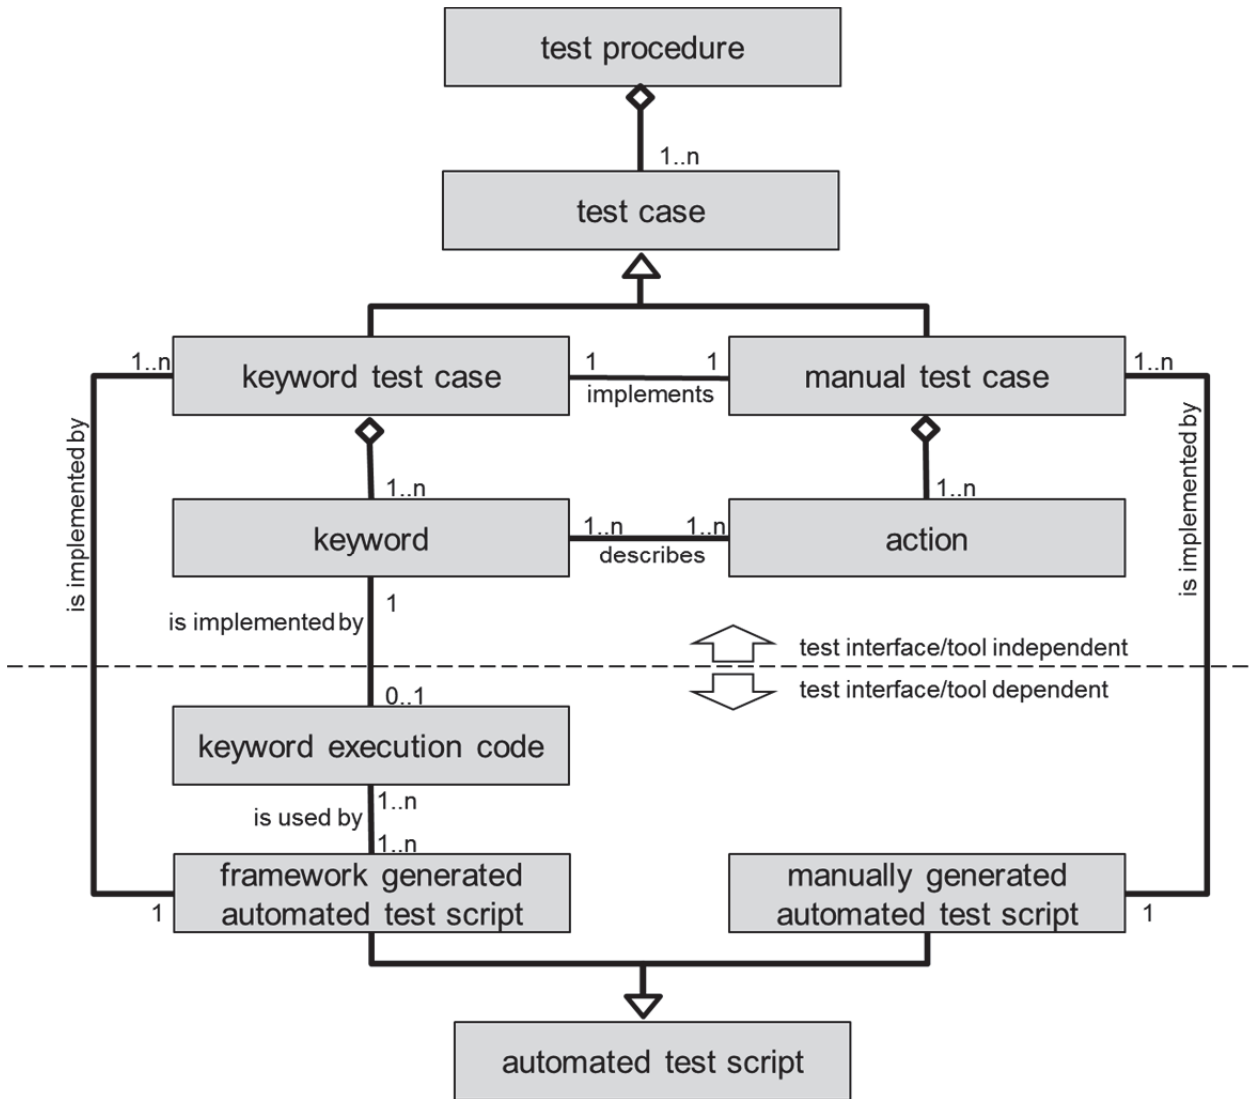 test procedure
1..n
test case
1..n
keyword test case
1
1
implements
manual test case
1..n
is implemented by
1..n
keyword
1..n
1..n
describes
1..n
action
is implemented by
is implemented by
1
test interface/tool independent
test interface/tool dependent
0..1
keyword execution code
is used by
1..n
1..n
framework generated
automated test script
1
manually generated
automated test script
1
automated test script